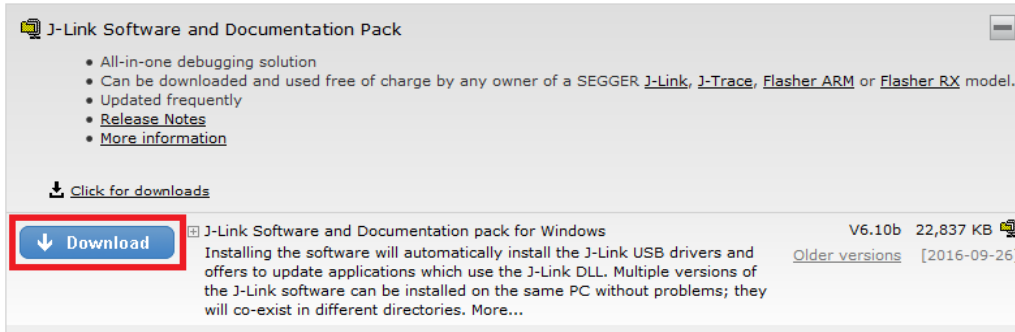 J-Link Software and Documentation Pack
All-in-one debugging solution
Can be downloaded and used free of charge by any owner of a SEGGER J-Link, J-Trace, Flasher ARM or Flasher RX model.
Updated frequently
Release Notes
More information
Click for downloads
Download
J-Link Software and Documentation pack for Windows V6.10b 22,837 KB
Installing the software will automatically install the J-Link USB drivers and Older versions [2016-09-26]
offers to update applications which use the J-Link DLL. Multiple versions of
the J-Link software can be installed on the same PC without problems; they
will co-exist in different directories. More...